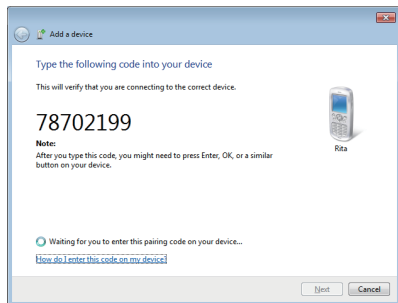 Add a device
Type the following code into your device
This will verify that you are connecting to the correct device.
78702199
Note:
After you type this code, you might need to press Enter, OK, or a similar
button on your device.
Rita
Waiting for you to enter this pairing code on your device...
How do I enter this code on my device?
Next
Cancel